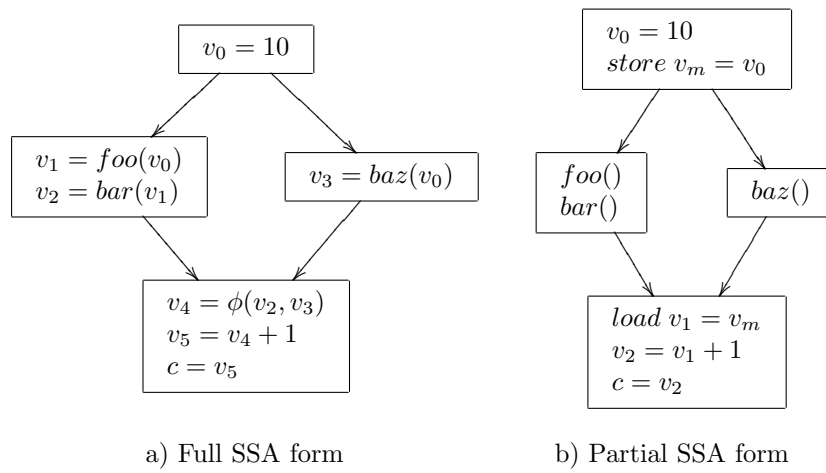 v₀ = 10
v₁ = foo(v₀)
v₂ = bar(v₁)
v₃ = baz(v₀)
v₄ = ϕ(v₂, v₃)
v₅ = v₄ + 1
c = v₅
a) Full SSA form
v₀ = 10
store vₘ = v₀
foo()
bar()
baz()
load v₁ = vₘ
v₂ = v₁ + 1
c = v₂
b) Partial SSA form